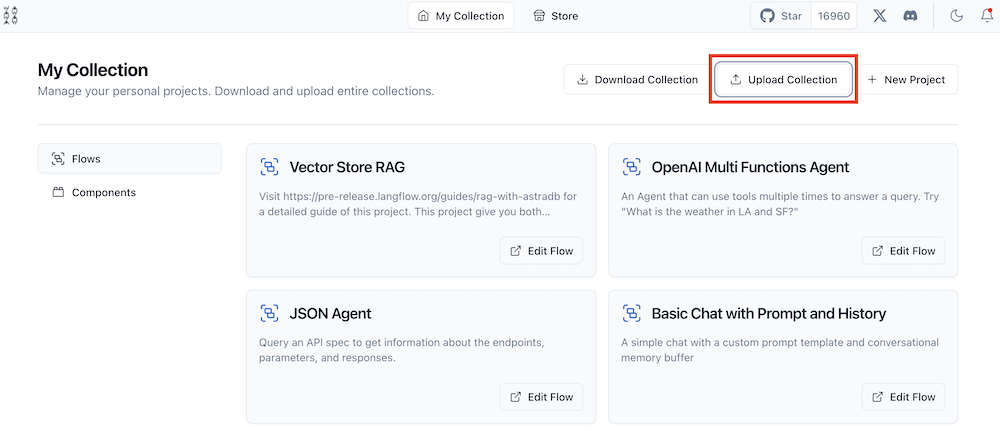 My Collection
Store
Star
16960
My Collection
Manage your personal projects. Download and upload entire collections.
Download Collection
Upload Collection
New Project
Flows
Components
Vector Store RAG
Visit https://pre-release.langflow.org/guides/rag-with-astradb for
a detailed guide of this project. This project give you both...
Edit Flow
OpenAI Multi Functions Agent
An Agent that can use tools multiple times to answer a query. Try
"What is the weather in LA and SF?"
Edit Flow
JSON Agent
Query an API spec to get information about the endpoints,
parameters, and responses.
Edit Flow
Basic Chat with Prompt and History
A simple chat with a custom prompt template and conversational
memory buffer
Edit Flow